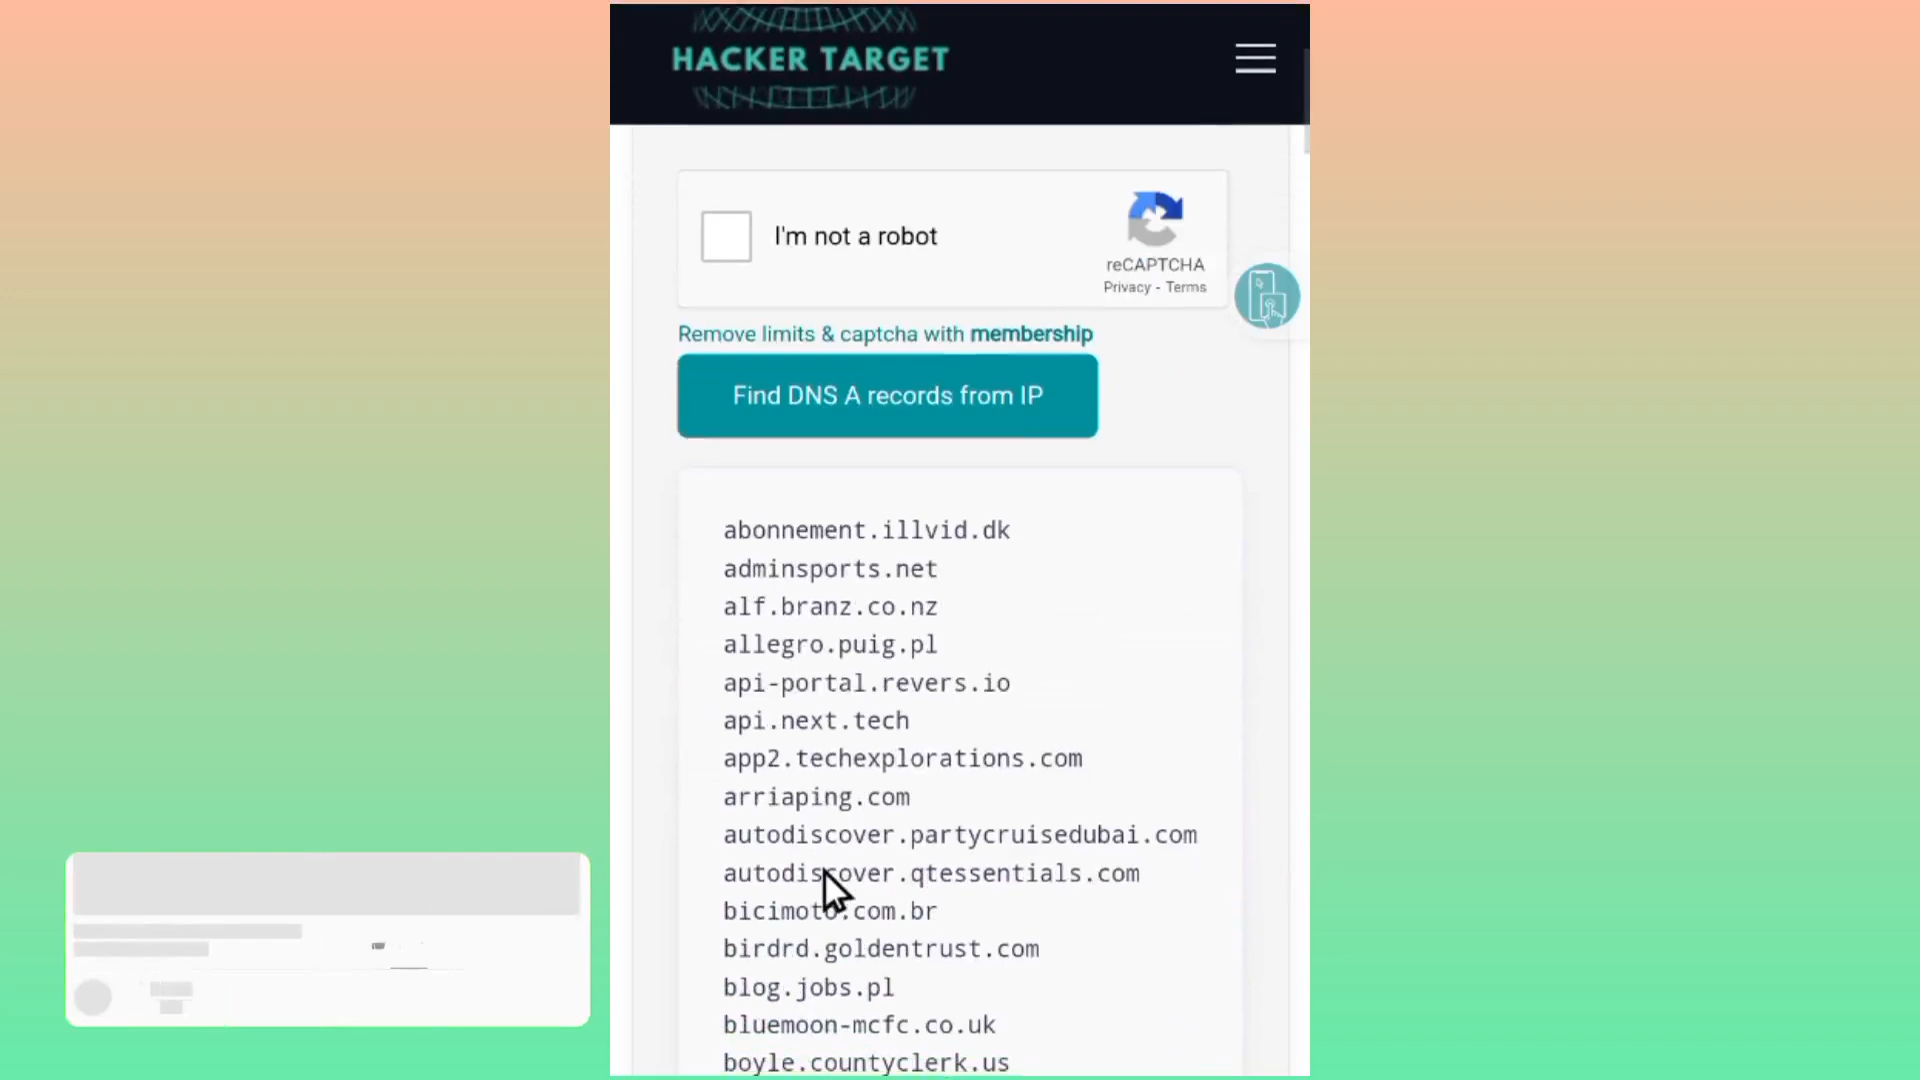 HACKER TARGET
I'm not a robot
reCAPTCHA
Privacy - Terms
Remove limits & captcha with membership
Find DNS A records from IP
abonnement.illvid.dk
adminsports.net
alf.branz.co.nz
allegro.puig.pl
api-portal.revers.io
api.next.tech
app2.techexplorations.com
arriaping.com
autodiscover.partycruisedubai.com
autodiscover.qtessentials.com
bicimoto.com.br
birdrd.goldentrust.com
blog.jobs.pl
bluemoon-mcfc.co.uk
boyle.countyclerk.us